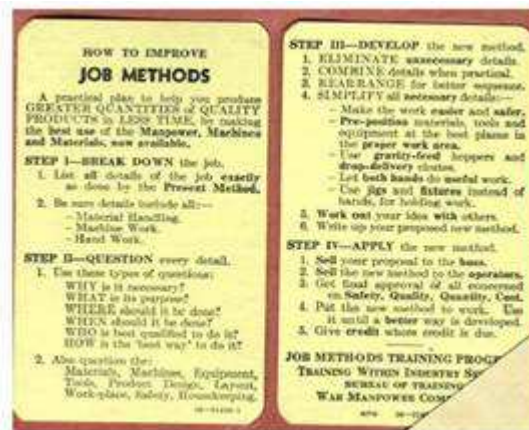 HOW TO IMPROVE
JOB METHODS
A practical plan to help you produce
GREATER QUANTITIES of QUALITY
PRODUCTS in LESS TIME, by making
the best use of the Manpower, Machines
and Materials, now available.
STEP I—BREAK DOWN the job.
1. List all details of the job exactly
as done by the Present Method.
2. Be sure details include all:—
– Material Handling.
– Machine Work.
– Hand Work.
STEP II—QUESTION every detail.
1. Use these types of questions:
WHY is it necessary?
WHAT is its purpose?
WHERE should it be done?
WHEN should it be done?
WHO is best qualified to do it?
HOW is the 'best way' to do it?
2. Also question the:
Materials, Machines, Equipment,
Tools, Product Design, Layout,
Work-place, Safety, Housekeeping.
STEP III—DEVELOP the new method.
1. ELIMINATE unnecessary details.
2. COMBINE details when practical.
3. REARRANGE for better sequence.
4. SIMPLIFY all necessary details:—
– Make the work easier and safer.
– Pre-position materials, tools and
equipment at the best places in
the proper work area.
– Use gravity-feed hoppers and
drop-delivery chutes.
– Let both hands do useful work.
– Use jigs and fixtures instead of
hands, for holding work.
5. Work out your idea with others.
6. Write up your proposed new method.
STEP IV—APPLY the new method.
1. Sell your proposal to the boss.
2. Sell the new method to the operators.
3. Get final approval of all concerned
on Safety, Quality, Quantity, Cost.
4. Put the new method to work. Use
it until a better way is developed.
5. Give credit where credit is due.
JOB METHODS TRAINING PROG
TRAINING WITHIN INDUSTRY
BUREAU OF TRAINING
WAR MANPOWER COM